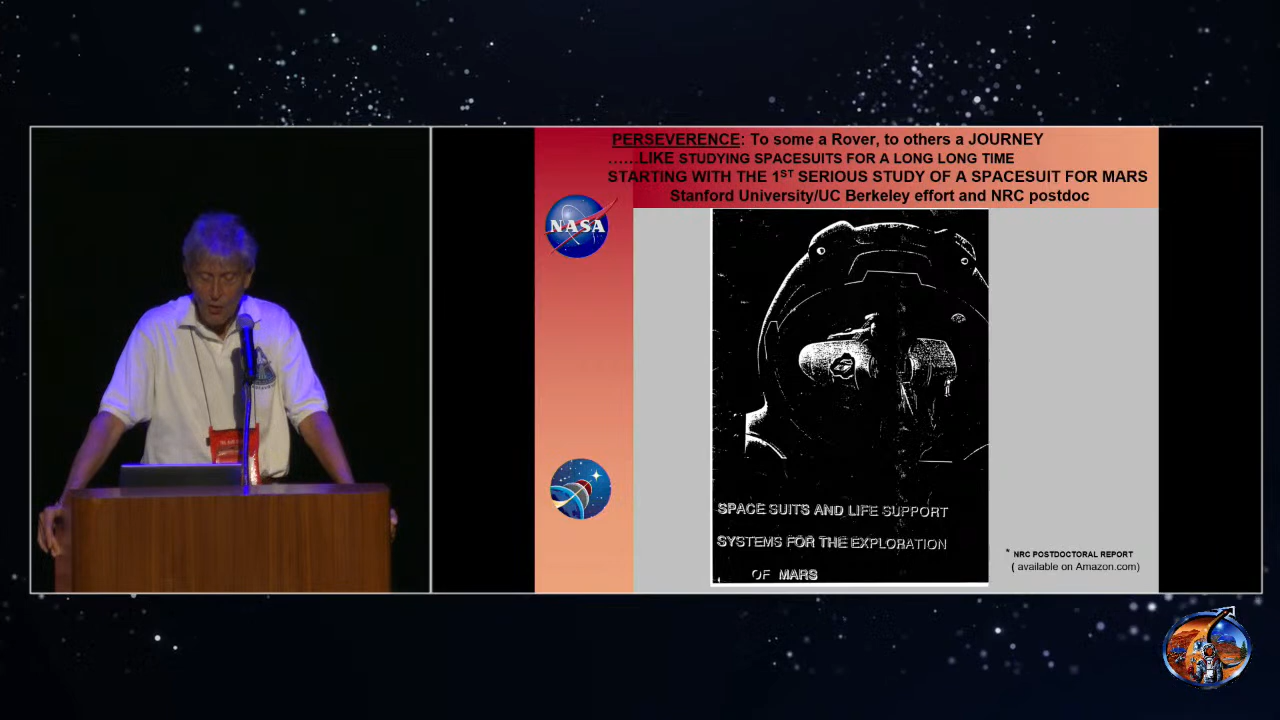 PERSEVERENCE: To some a Rover, to others a JOURNEY
......LIKE STUDYING SPACESUITS FOR A LONG LONG TIME
STARTING WITH THE 1ST SERIOUS STUDY OF A SPACESUIT FOR MARS
Stanford University/UC Berkeley effort and NRC postdoc
NASA
SPACE SUITS AND LIFE SUPPORT
SYSTEMS FOR THE EXPLORATION
OF MARS
* NRC POSTDOCTORAL REPORT
( available on Amazon.com)